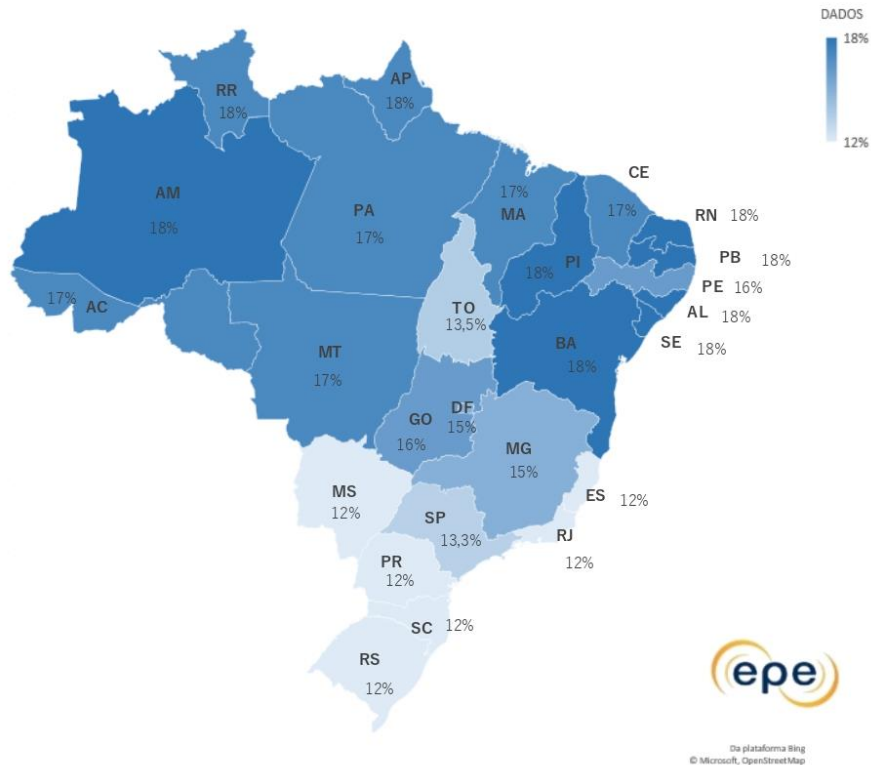 DADOS
18%
12%
RR
18%
AP
18%
AM
18%
PA
17%
17%
MA
CE
17%
RN 18%
PB 18%
PE 16%
AL 18%
SE 18%
18% PI
17% AC
TO
13,5%
MT
17%
BA
18%
GO
16%
DF
15%
MG
15%
MS
12%
ES 12%
SP
13,3%
RJ
12%
PR
12%
SC 12%
RS
12%
epe
Da plataforma Bing
© Microsoft, OpenStreetMap